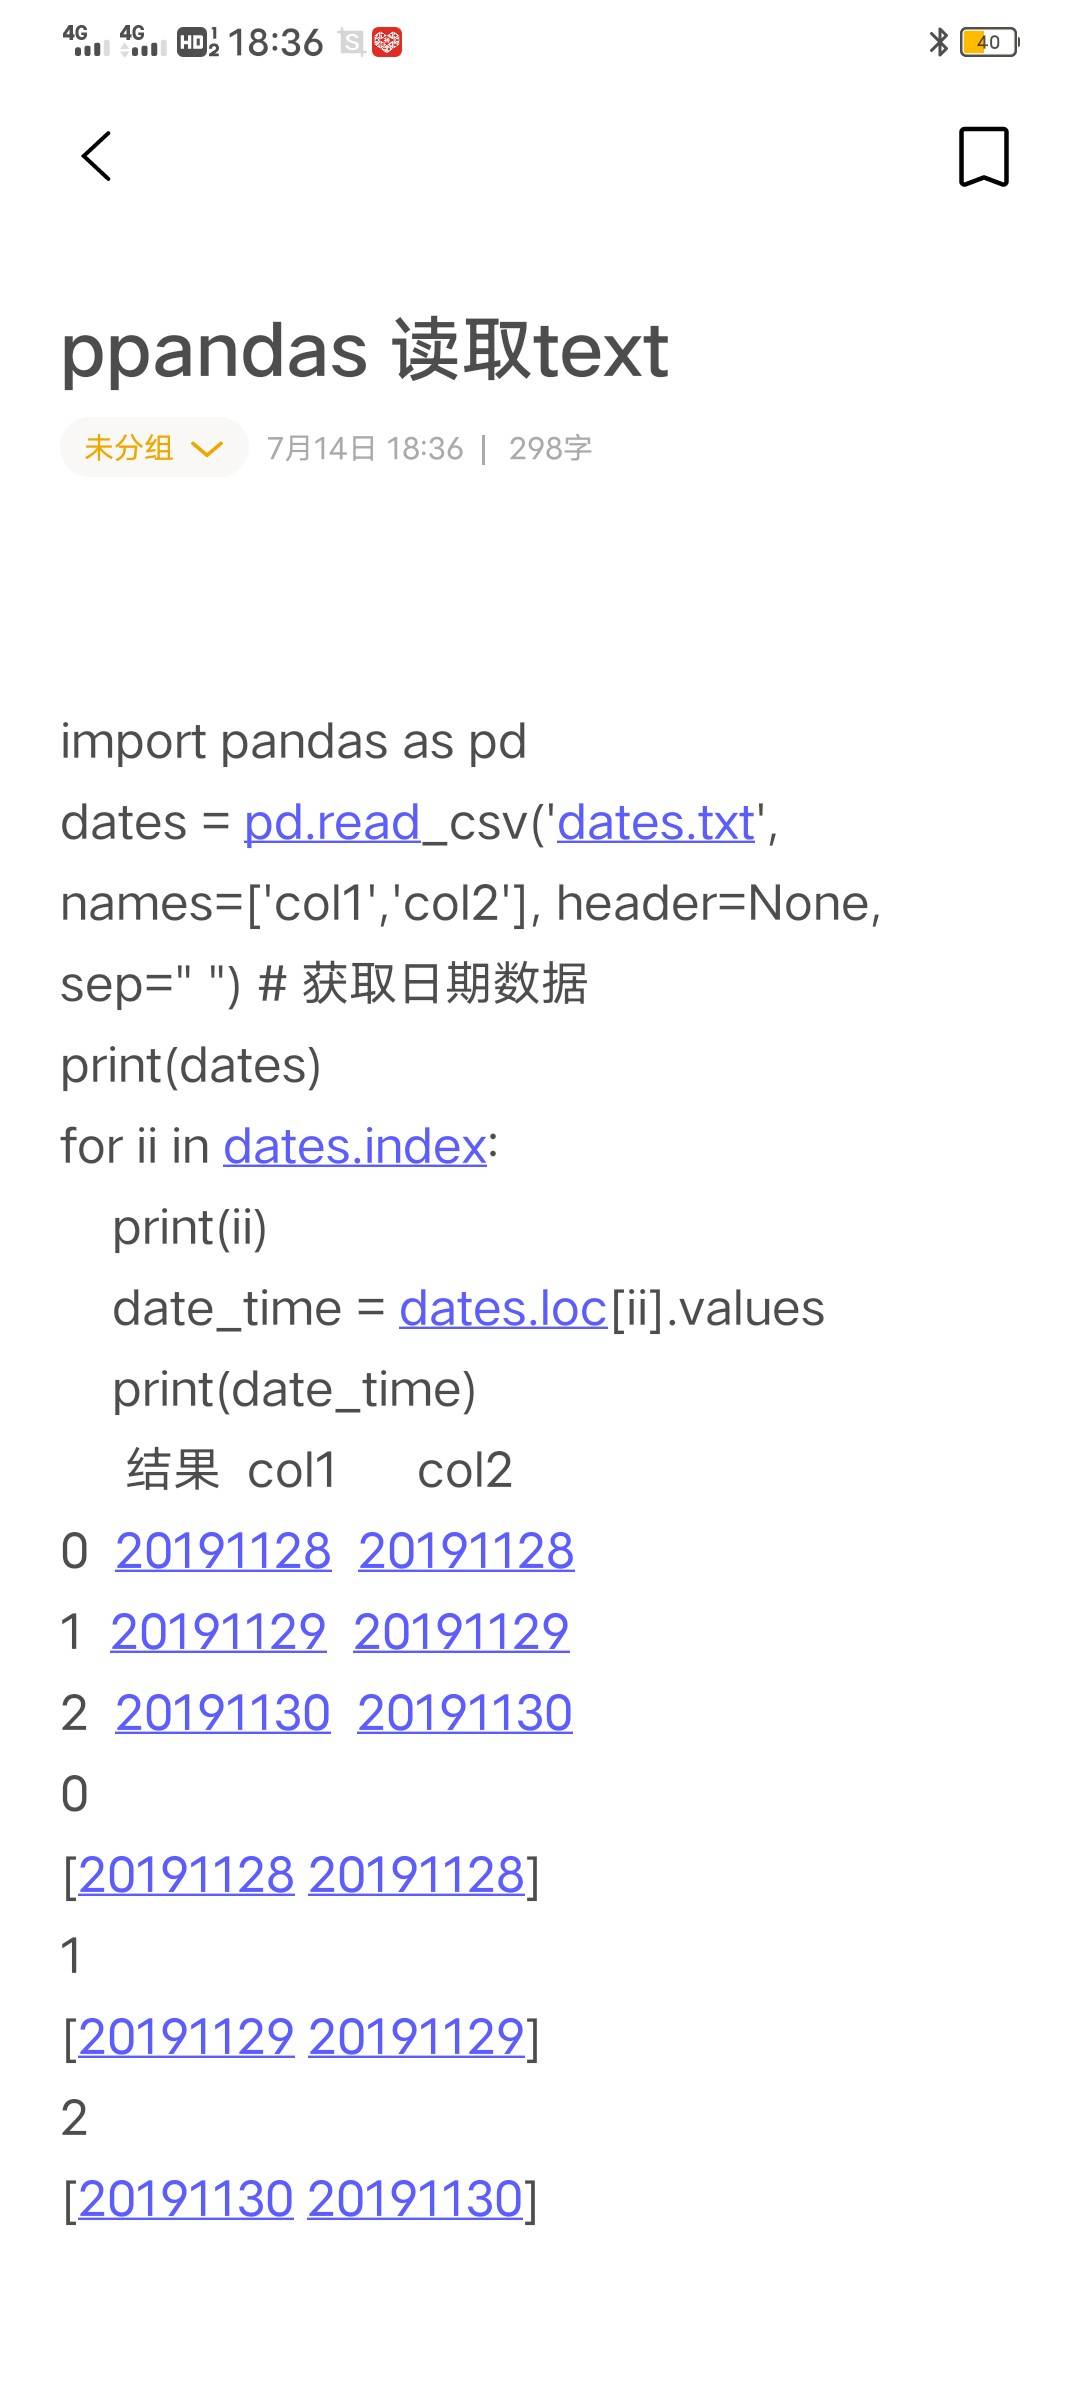 4G 4G HD 1 2 18:36 S 40
ppandas 读取text
未分组 7月14日 18:36 | 298字
import pandas as pd
dates = pd.read_csv('dates.txt',
names=['col1','col2'], header=None,
sep=" ") # 获取日期数据
print(dates)
for ii in dates.index:
print(ii)
date_time = dates.loc[ii].values
print(date_time)
结果 col1 col2
0 20191128 20191128
1 20191129 20191129
2 20191130 20191130
0
[20191128 20191128]
1
[20191129 20191129]
2
[20191130 20191130]